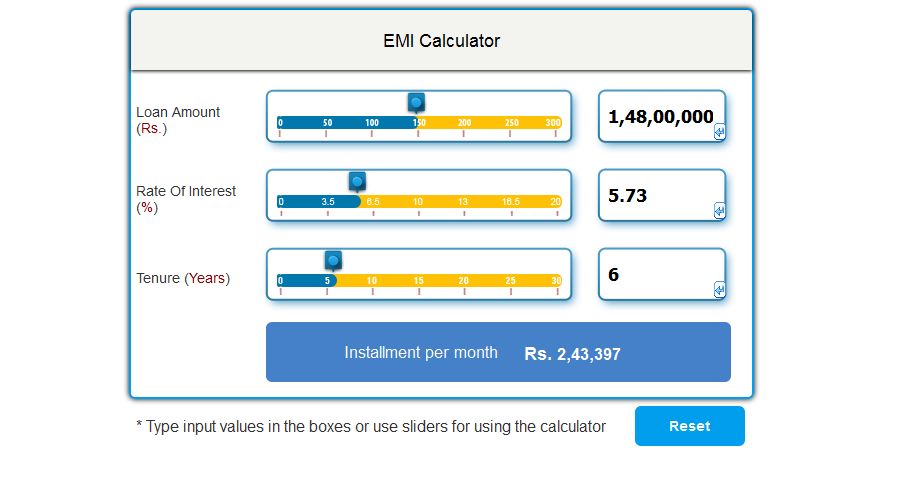 EMI Calculator
Loan Amount
(Rs.)
0 50 100 150 200 250 300
1,48,00,000
Rate Of Interest
(%)
0 3.5 6.5 10 13 16.5 20
5.73
Tenure (Years)
0 5 10 15 20 25 30
6
Installment per month Rs. 2,43,397
* Type input values in the boxes or use sliders for using the calculator
Reset